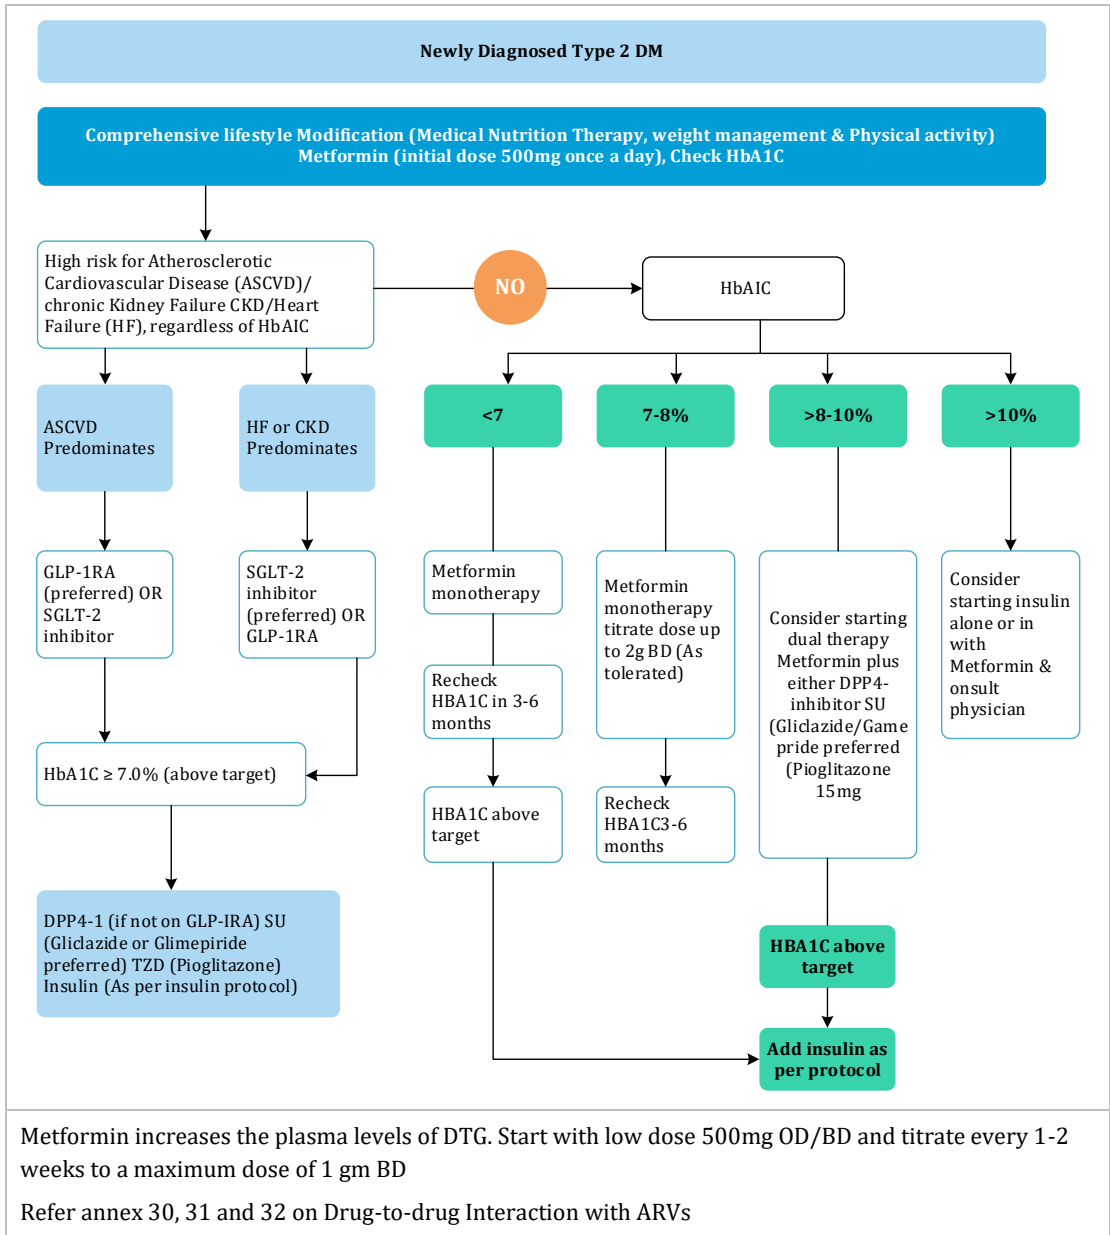 Newly Diagnosed Type 2 DM
Comprehensive lifestyle Modification (Medical Nutrition Therapy, weight management & Physical activity)
Metformin (initial dose 500mg once a day), Check HbA1C
High risk for Atherosclerotic
Cardiovascular Disease (ASCVD)/
chronic Kidney Failure CKD/Heart
Failure (HF), regardless of HbAIC
NO
HbAIC
ASCVD
Predominates
HF or CKD
Predominates
<7
7-8%
>8-10%
>10%
GLP-1RA
(preferred) OR
SGLT-2
inhibitor
SGLT-2
inhibitor
(preferred) OR
GLP-1RA
Metformin
monotherapy
Recheck
HBA1C in 3-6
months
HBA1C above
target
Metformin
monotherapy
titrate dose up
to 2g BD (As
tolerated)
Recheck
HBA1C3-6
months
Consider starting
dual therapy
Metformin plus
either DPP4-
inhibitor SU
(Gliclazide/Game
pride preferred
(Pioglitazone
15mg
Consider
starting insulin
alone or in
with
Metformin &
onsult
physician
HbA1C ≥ 7.0% (above target)
DPP4-1 (if not on GLP-IRA) SU
(Gliclazide or Glimepiride
preferred) TZD (Pioglitazone)
Insulin (As per insulin protocol)
HBA1C above
target
Add insulin as
per protocol
Metformin increases the plasma levels of DTG. Start with low dose 500mg OD/BD and titrate every 1-2
weeks to a maximum dose of 1 gm BD
Refer annex 30, 31 and 32 on Drug-to-drug Interaction with ARVs